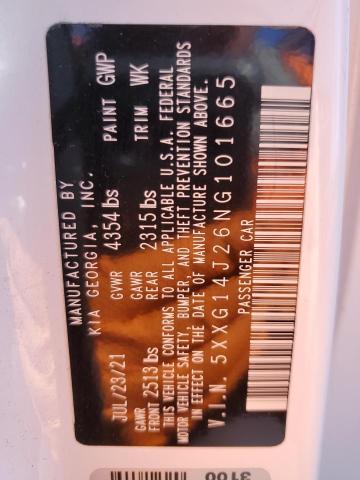 MANUFACTURED BY
KIA GEORGIA, INC.
JUL/23/21 GVWR 4354 lbs PAINT GWP
GAWR FRONT 2513 lbs GAWR REAR 2315 lbs TRIM WK
THIS VEHICLE CONFORMS TO ALL APPLICABLE U.S.A. FEDERAL
MOTOR VEHICLE SAFETY, BUMPER, AND THEFT PREVENTION STANDARDS
IN EFFECT ON THE DATE OF MANUFACTURE SHOWN ABOVE.
V.I.N. 5XXG14J26NG101665
PASSENGER CAR
3100